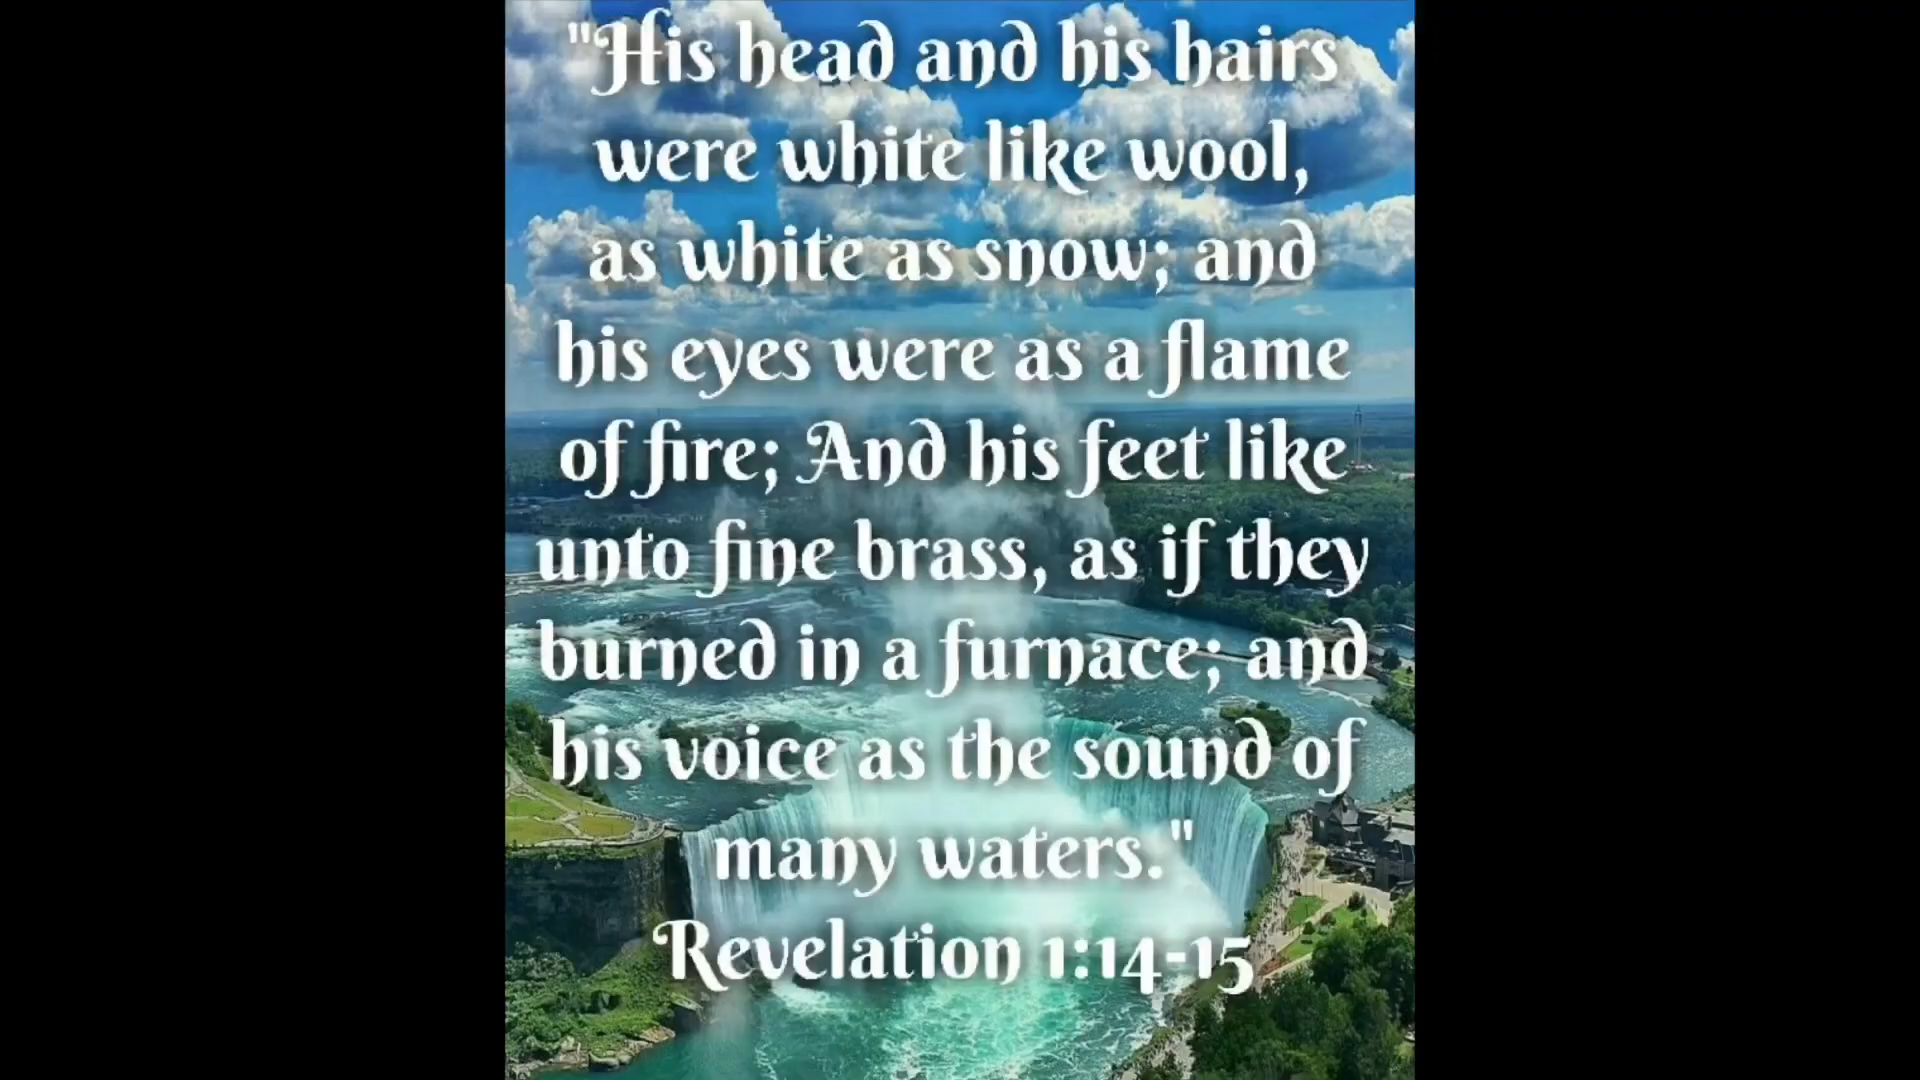 "His head and his hairs
were white like wool,
as white as snow; and
his eyes were as a flame
of fire; And his feet like
unto fine brass, as if they
burned in a furnace; and
his voice as the sound of
many waters."
Revelation 1:14-15